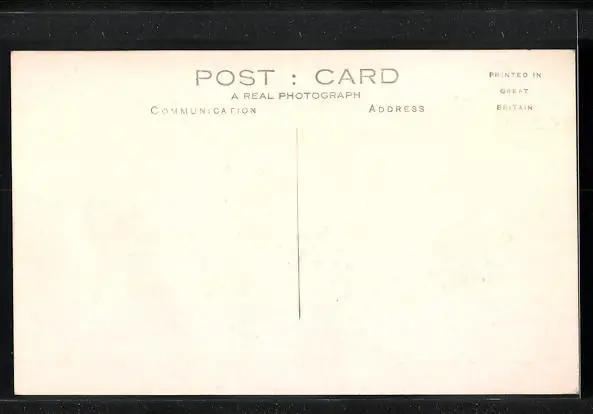 POST : CARD
A REAL PHOTOGRAPH
COMMUNICATION
ADDRESS
PRINTED IN
GREAT
BRITAIN